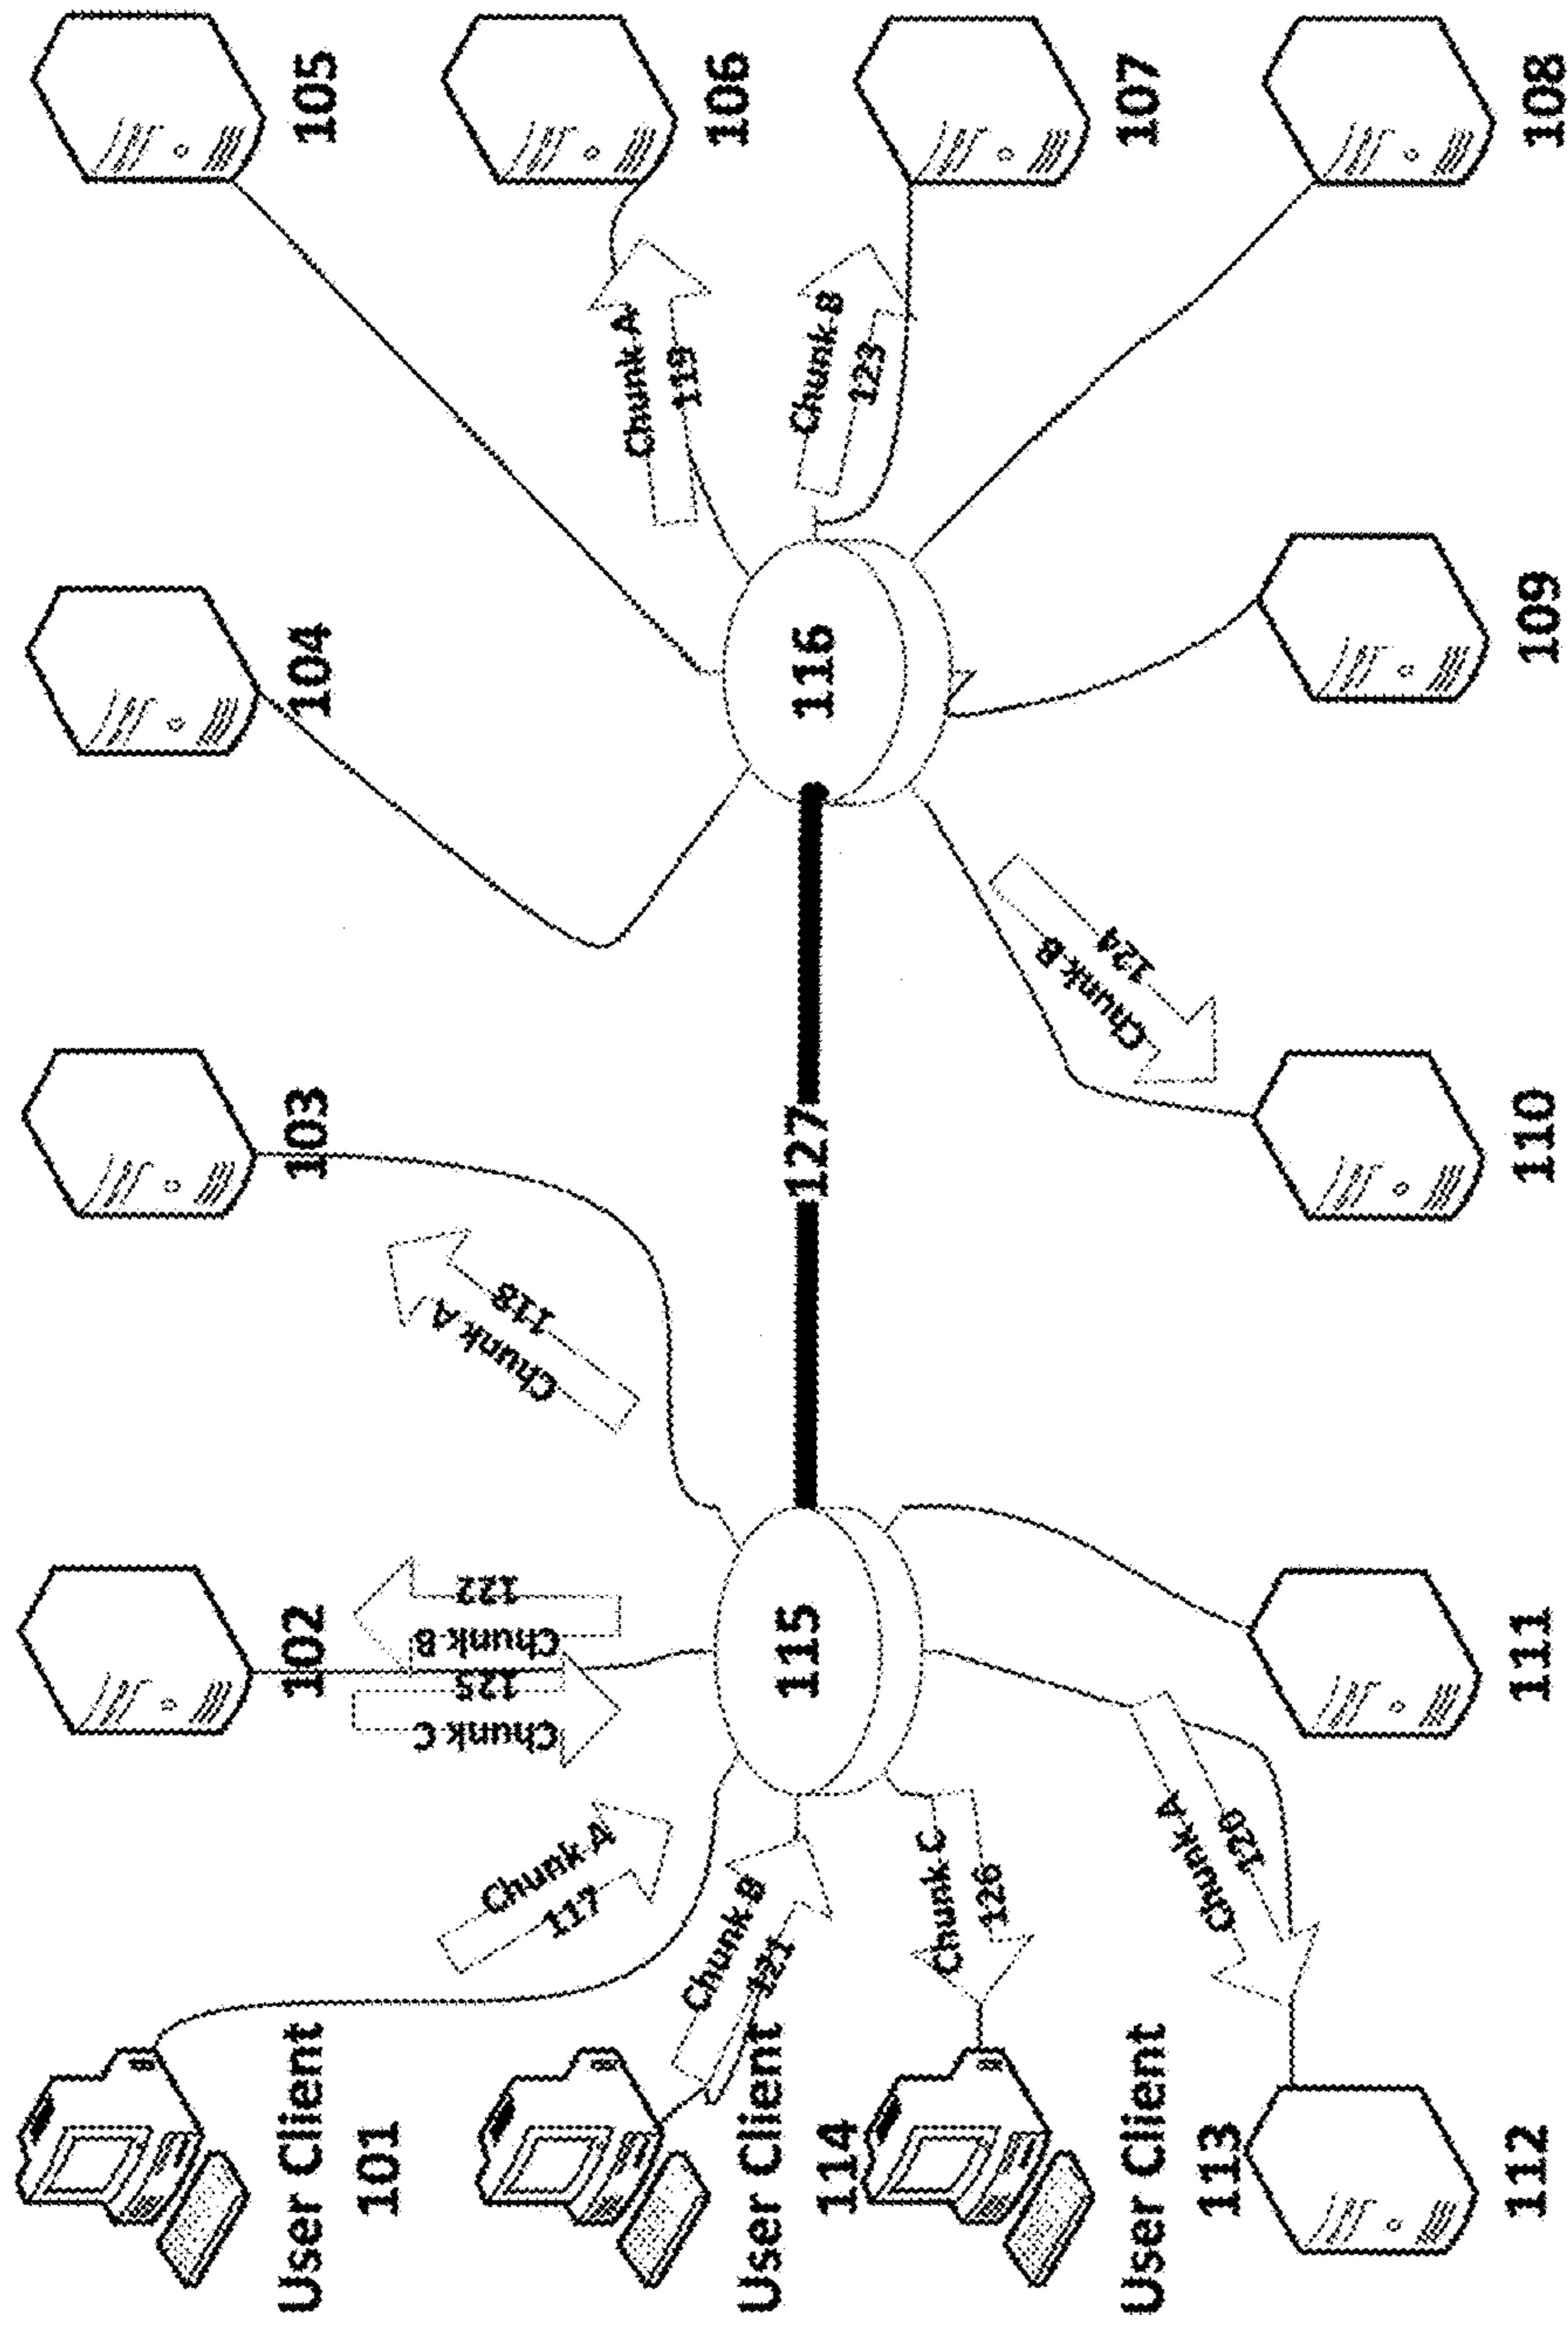 105
106
107
108
104
103
102
109
110
111
112
116
127
115
Chunk A
119
Chunk B
123
Chunk B
124
Chunk A
118
Chunk B
122
Chunk C
125
Chunk A
117
Chunk B
121
Chunk C
126
Chunk A
120
User Client
101
User Client
114
User Client
113